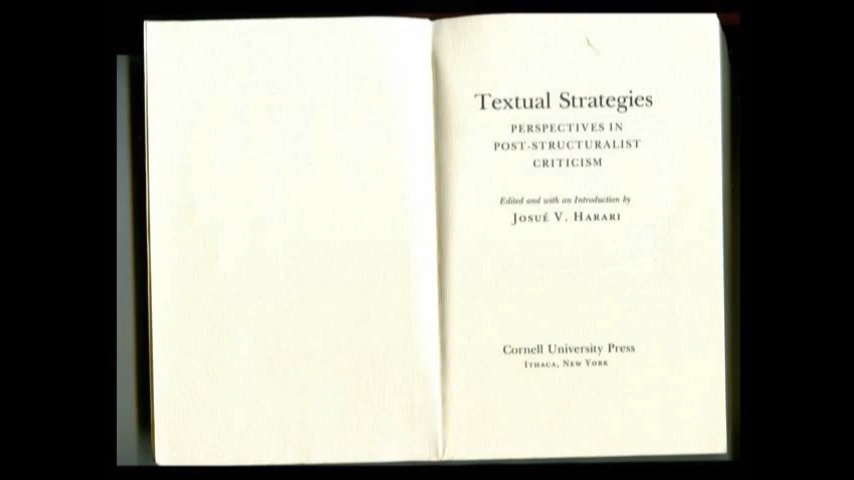 Textual Strategies
PERSPECTIVES IN
POST-STRUCTURALIST
CRITICISM
Edited and with an Introduction by
JOSUÉ V. HARARI
Cornell University Press
ITHACA, NEW YORK